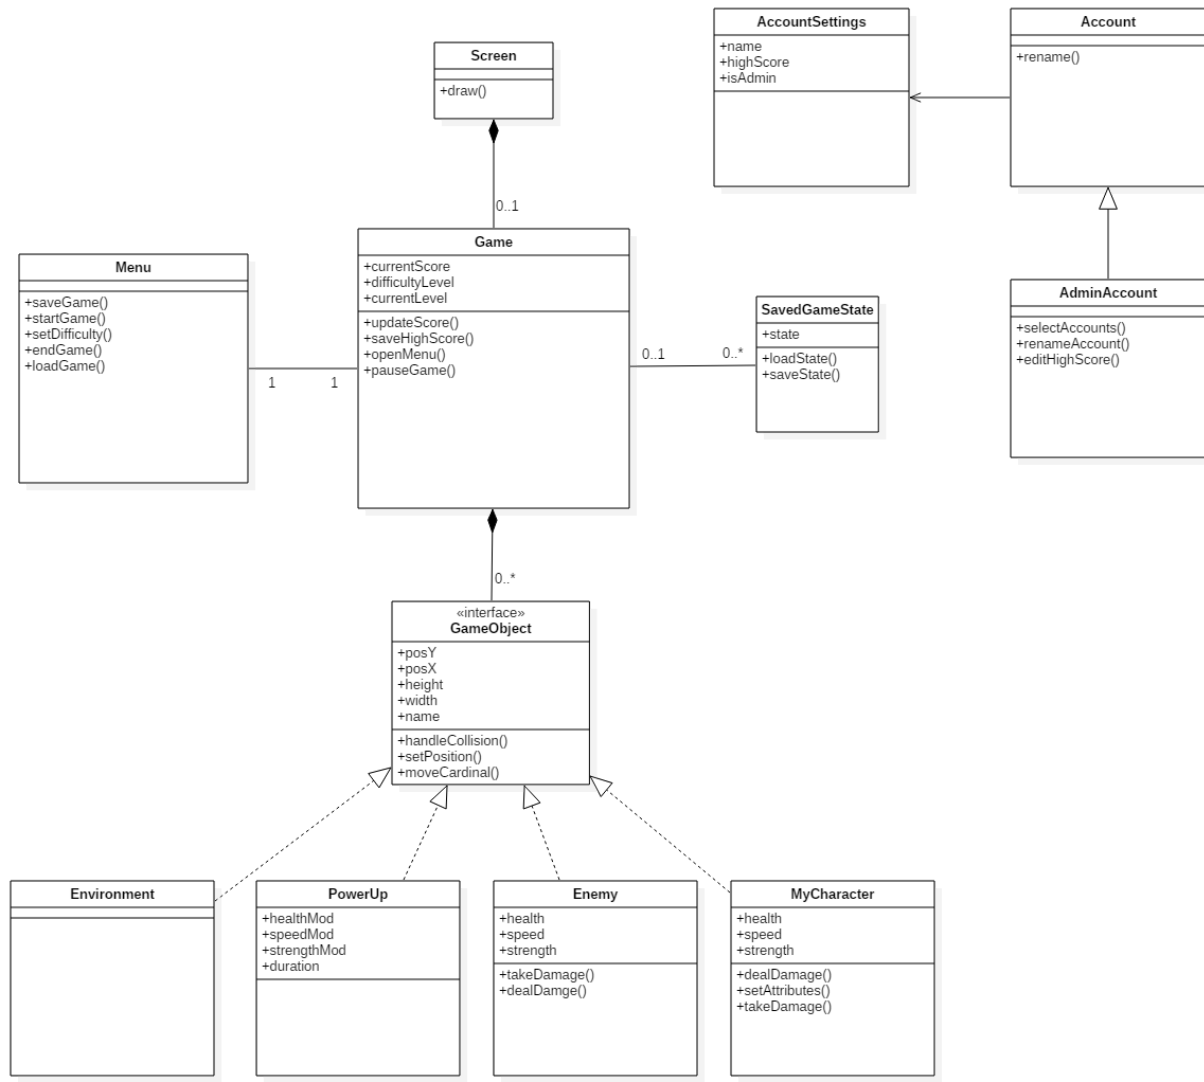 Screen
+draw()
0..1
AccountSettings
+name
+highScore
+isAdmin
Account
+rename()
Menu
+saveGame()
+startGame()
+setDifficulty()
+endGame()
+loadGame()
1
1
Game
+currentScore
+difficultyLevel
+currentLevel
+updateScore()
+saveHighScore()
+openMenu()
+pauseGame()
0..1
0..*
SavedGameState
+state
+loadState()
+saveState()
AdminAccount
+selectAccounts()
+renameAccount()
+editHighScore()
0..*
«interface»
GameObject
+posY
+posX
+height
+width
+name
+handleCollision()
+setPosition()
+moveCardinal()
Environment
PowerUp
+healthMod
+speedMod
+strengthMod
+duration
Enemy
+health
+speed
+strength
+takeDamage()
+dealDamge()
MyCharacter
+health
+speed
+strength
+dealDamage()
+setAttributes()
+takeDamage()